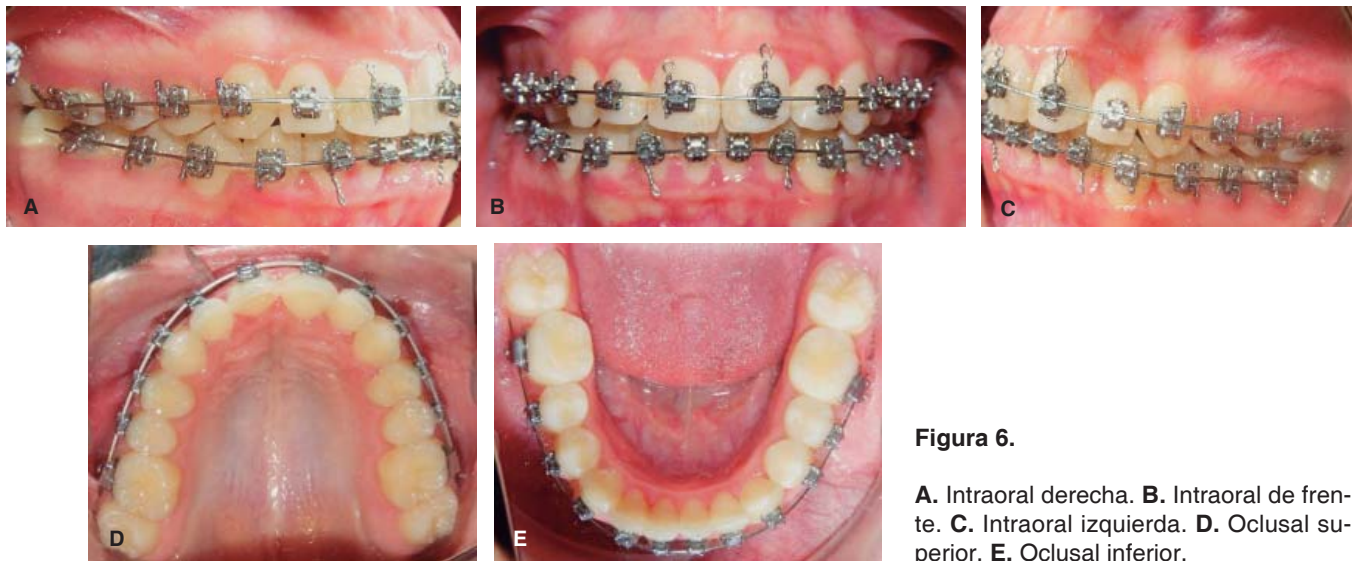 A
B
C
D
E
Figura 6.
A. Intraoral derecha. B. Intraoral de fren-
te. C. Intraoral izquierda. D. Oclusal su-
perior. E. Oclusal inferior.